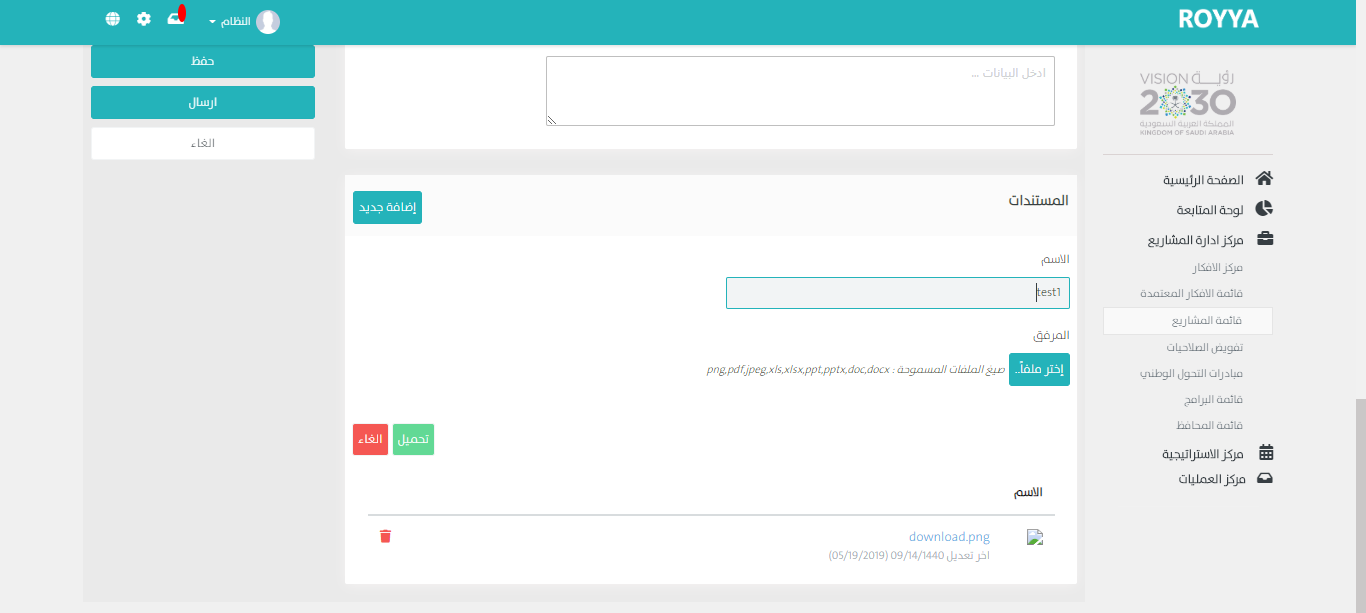 ROYYA
النظام
رؤيـــة VISION
2030
المملكة العربية السعودية
KINGDOM OF SAUDI ARABIA
الصفحة الرئيسية
لوحة المتابعة
مركز ادارة المشاريع
مركز الافكار
قائمة الافكار المعتمدة
قائمة المشاريع
تفويض الصلاحيات
مبادرات التحول الوطني
قائمة البرامج
قائمة المحافظ
مركز الاستراتيجية
مركز العمليات
ادخل البيانات ...
المستندات
إضافة جديد
الاسم
test1
المرفق
إختر ملفاً..
صيغ الملفات المسموحة : png,pdf,jpeg,xls,xlsx,ppt,pptx,doc,docx
تحميل
الغاء
الاسم
download.png
اخر تعديل 09/14/1440 (05/19/2019)
حفظ
ارسال
الغاء